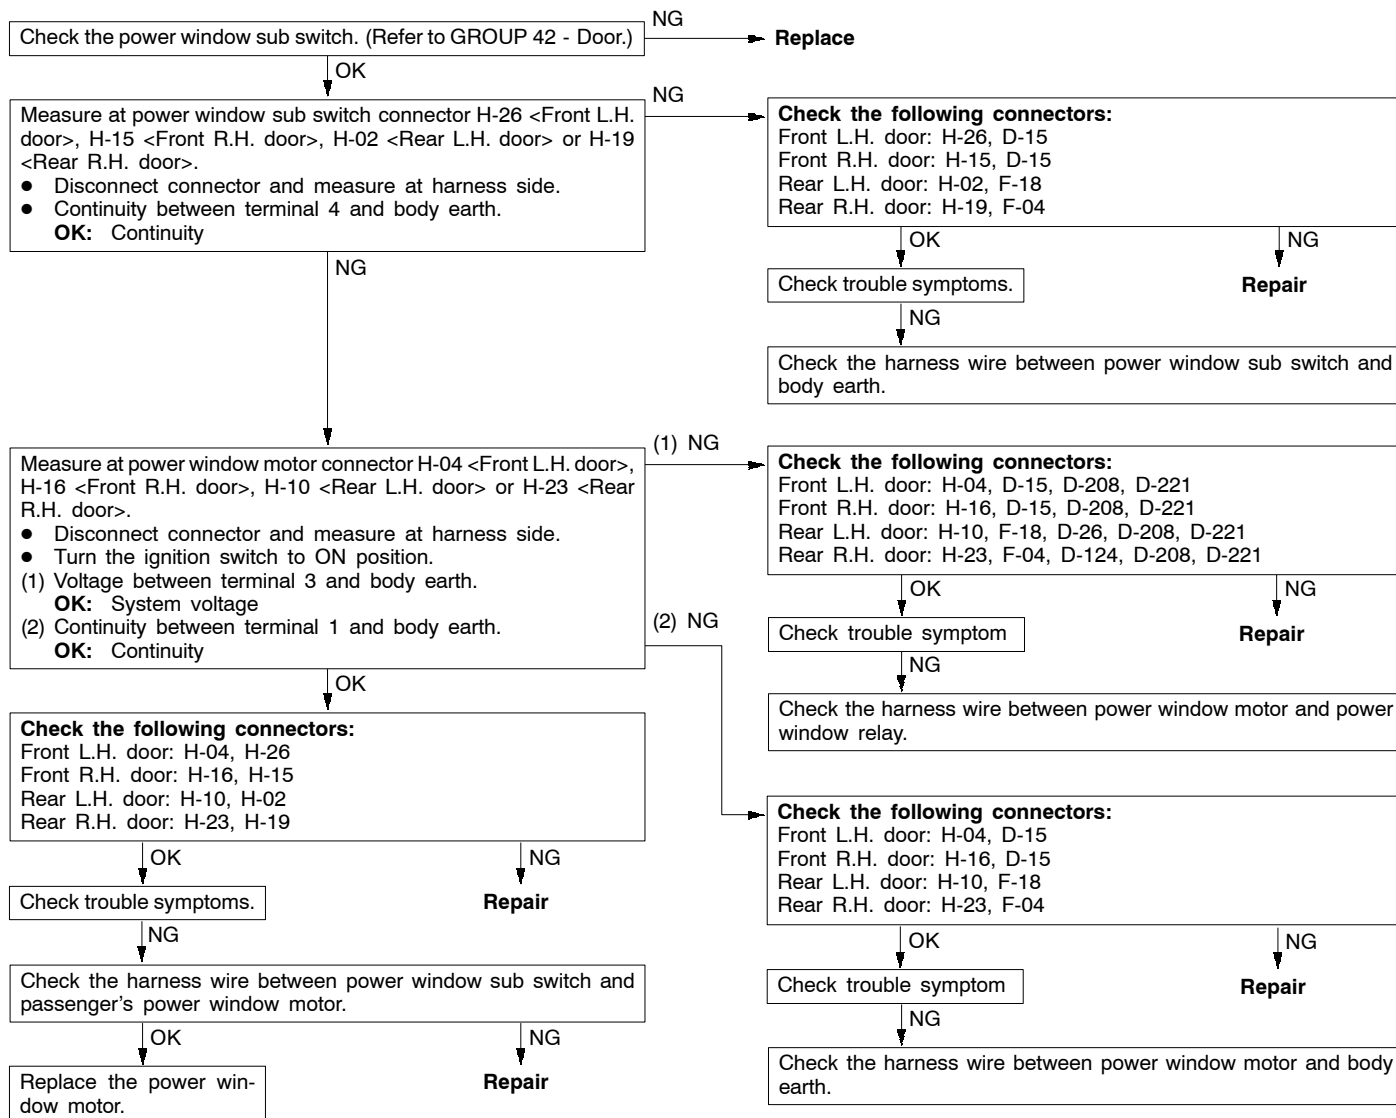 Check the power window sub switch. (Refer to GROUP 42 - Door.)
NG
Replace
OK
Measure at power window sub switch connector H-26 <Front L.H.
door>, H-15 <Front R.H. door>, H-02 <Rear L.H. door> or H-19
<Rear R.H. door>.
● Disconnect connector and measure at harness side.
● Continuity between terminal 4 and body earth.
OK: Continuity
NG
Check the following connectors:
Front L.H. door: H-26, D-15
Front R.H. door: H-15, D-15
Rear L.H. door: H-02, F-18
Rear R.H. door: H-19, F-04
OK
NG
Check trouble symptoms.
Repair
NG
Check the harness wire between power window sub switch and
body earth.
NG
Measure at power window motor connector H-04 <Front L.H. door>,
H-16 <Front R.H. door>, H-10 <Rear L.H. door> or H-23 <Rear
R.H. door>.
● Disconnect connector and measure at harness side.
● Turn the ignition switch to ON position.
(1) Voltage between terminal 3 and body earth.
OK: System voltage
(2) Continuity between terminal 1 and body earth.
OK: Continuity
(1) NG
Check the following connectors:
Front L.H. door: H-04, D-15, D-208, D-221
Front R.H. door: H-16, D-15, D-208, D-221
Rear L.H. door: H-10, F-18, D-26, D-208, D-221
Rear R.H. door: H-23, F-04, D-124, D-208, D-221
OK
NG
Check trouble symptom
Repair
NG
Check the harness wire between power window motor and power
window relay.
(2) NG
Check the following connectors:
Front L.H. door: H-04, D-15
Front R.H. door: H-16, D-15
Rear L.H. door: H-10, F-18
Rear R.H. door: H-23, F-04
OK
NG
Check trouble symptom
Repair
NG
Check the harness wire between power window motor and body
earth.
OK
Check the following connectors:
Front L.H. door: H-04, H-26
Front R.H. door: H-16, H-15
Rear L.H. door: H-10, H-02
Rear R.H. door: H-23, H-19
OK
NG
Check trouble symptoms.
Repair
NG
Check the harness wire between power window sub switch and
passenger's power window motor.
OK
NG
Replace the power win-
dow motor.
Repair